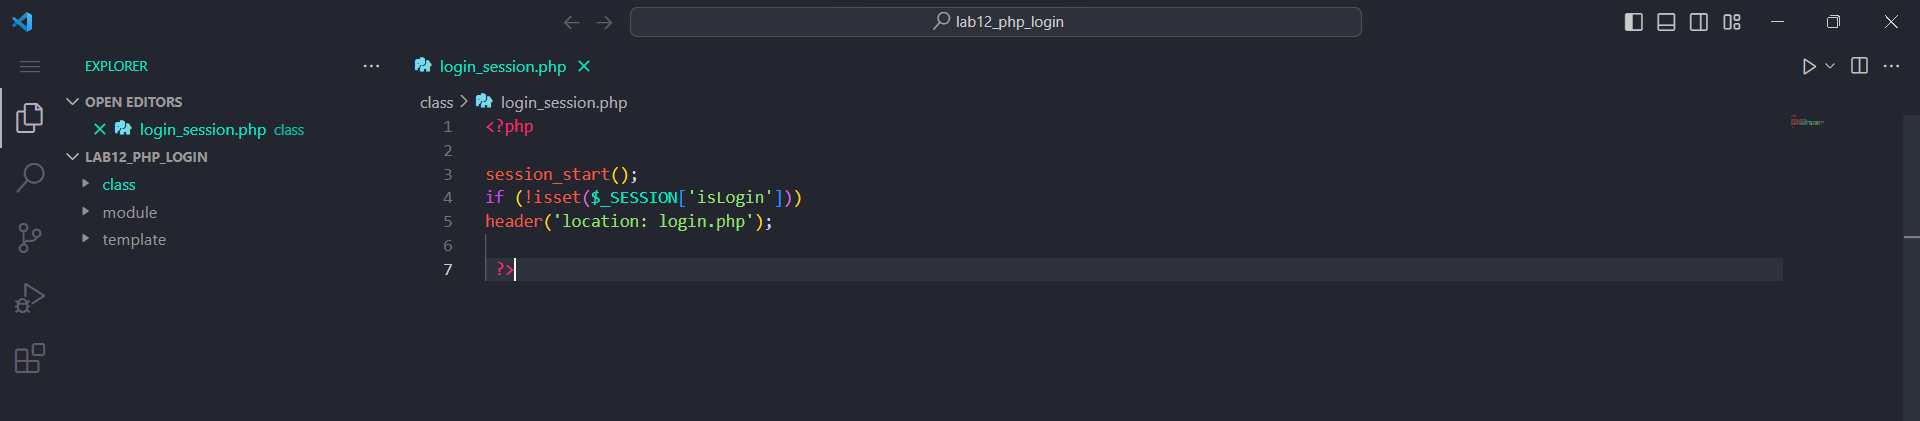 lab12_php_login
EXPLORER
login_session.php
OPEN EDITORS
login_session.php class
LAB12_PHP_LOGIN
class
module
template
class > login_session.php
1 <?php
2
3 session_start();
4 if (!isset($_SESSION['isLogin']))
5 header('location: login.php');
6
7 ?>